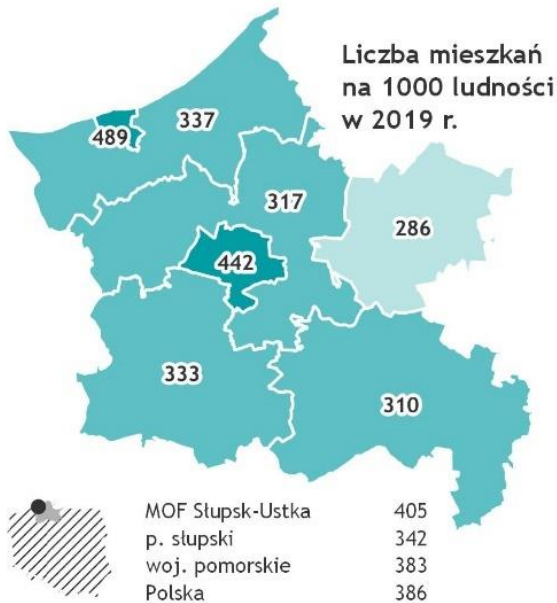 Liczba mieszkań
na 1000 ludności
w 2019 r.
337
489
317
286
442
333
310
MOF Słupsk-Ustka 405
p. słupski 342
woj. pomorskie 383
Polska 386